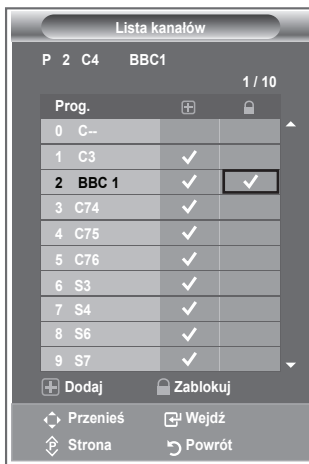 Lista kanałów
P 2 C4 BBC1
1 / 10
Prog.
0 C--
1 C3
2 BBC 1
3 C74
4 C75
5 C76
6 S3
7 S4
8 S6
9 S7
Dodaj Zablokuj
Przenieś Wejdź
P Strona Powrót